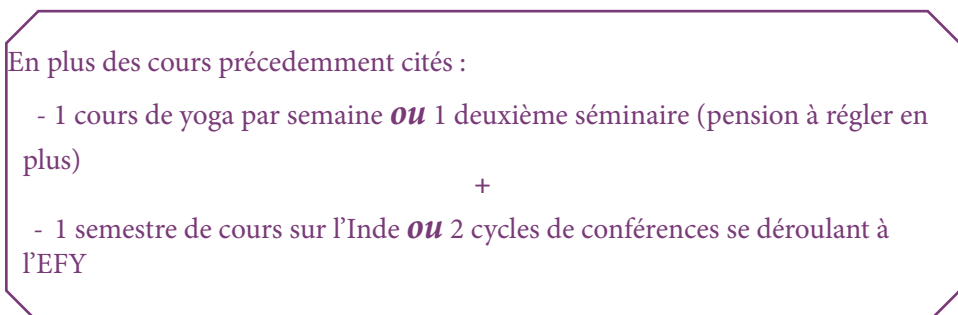 En plus des cours précedemment cités :
- 1 cours de yoga par semaine ou 1 deuxième séminaire (pension à régler en
plus)
+
- 1 semestre de cours sur l’Inde ou 2 cycles de conférences se déroulant à
l’EFY